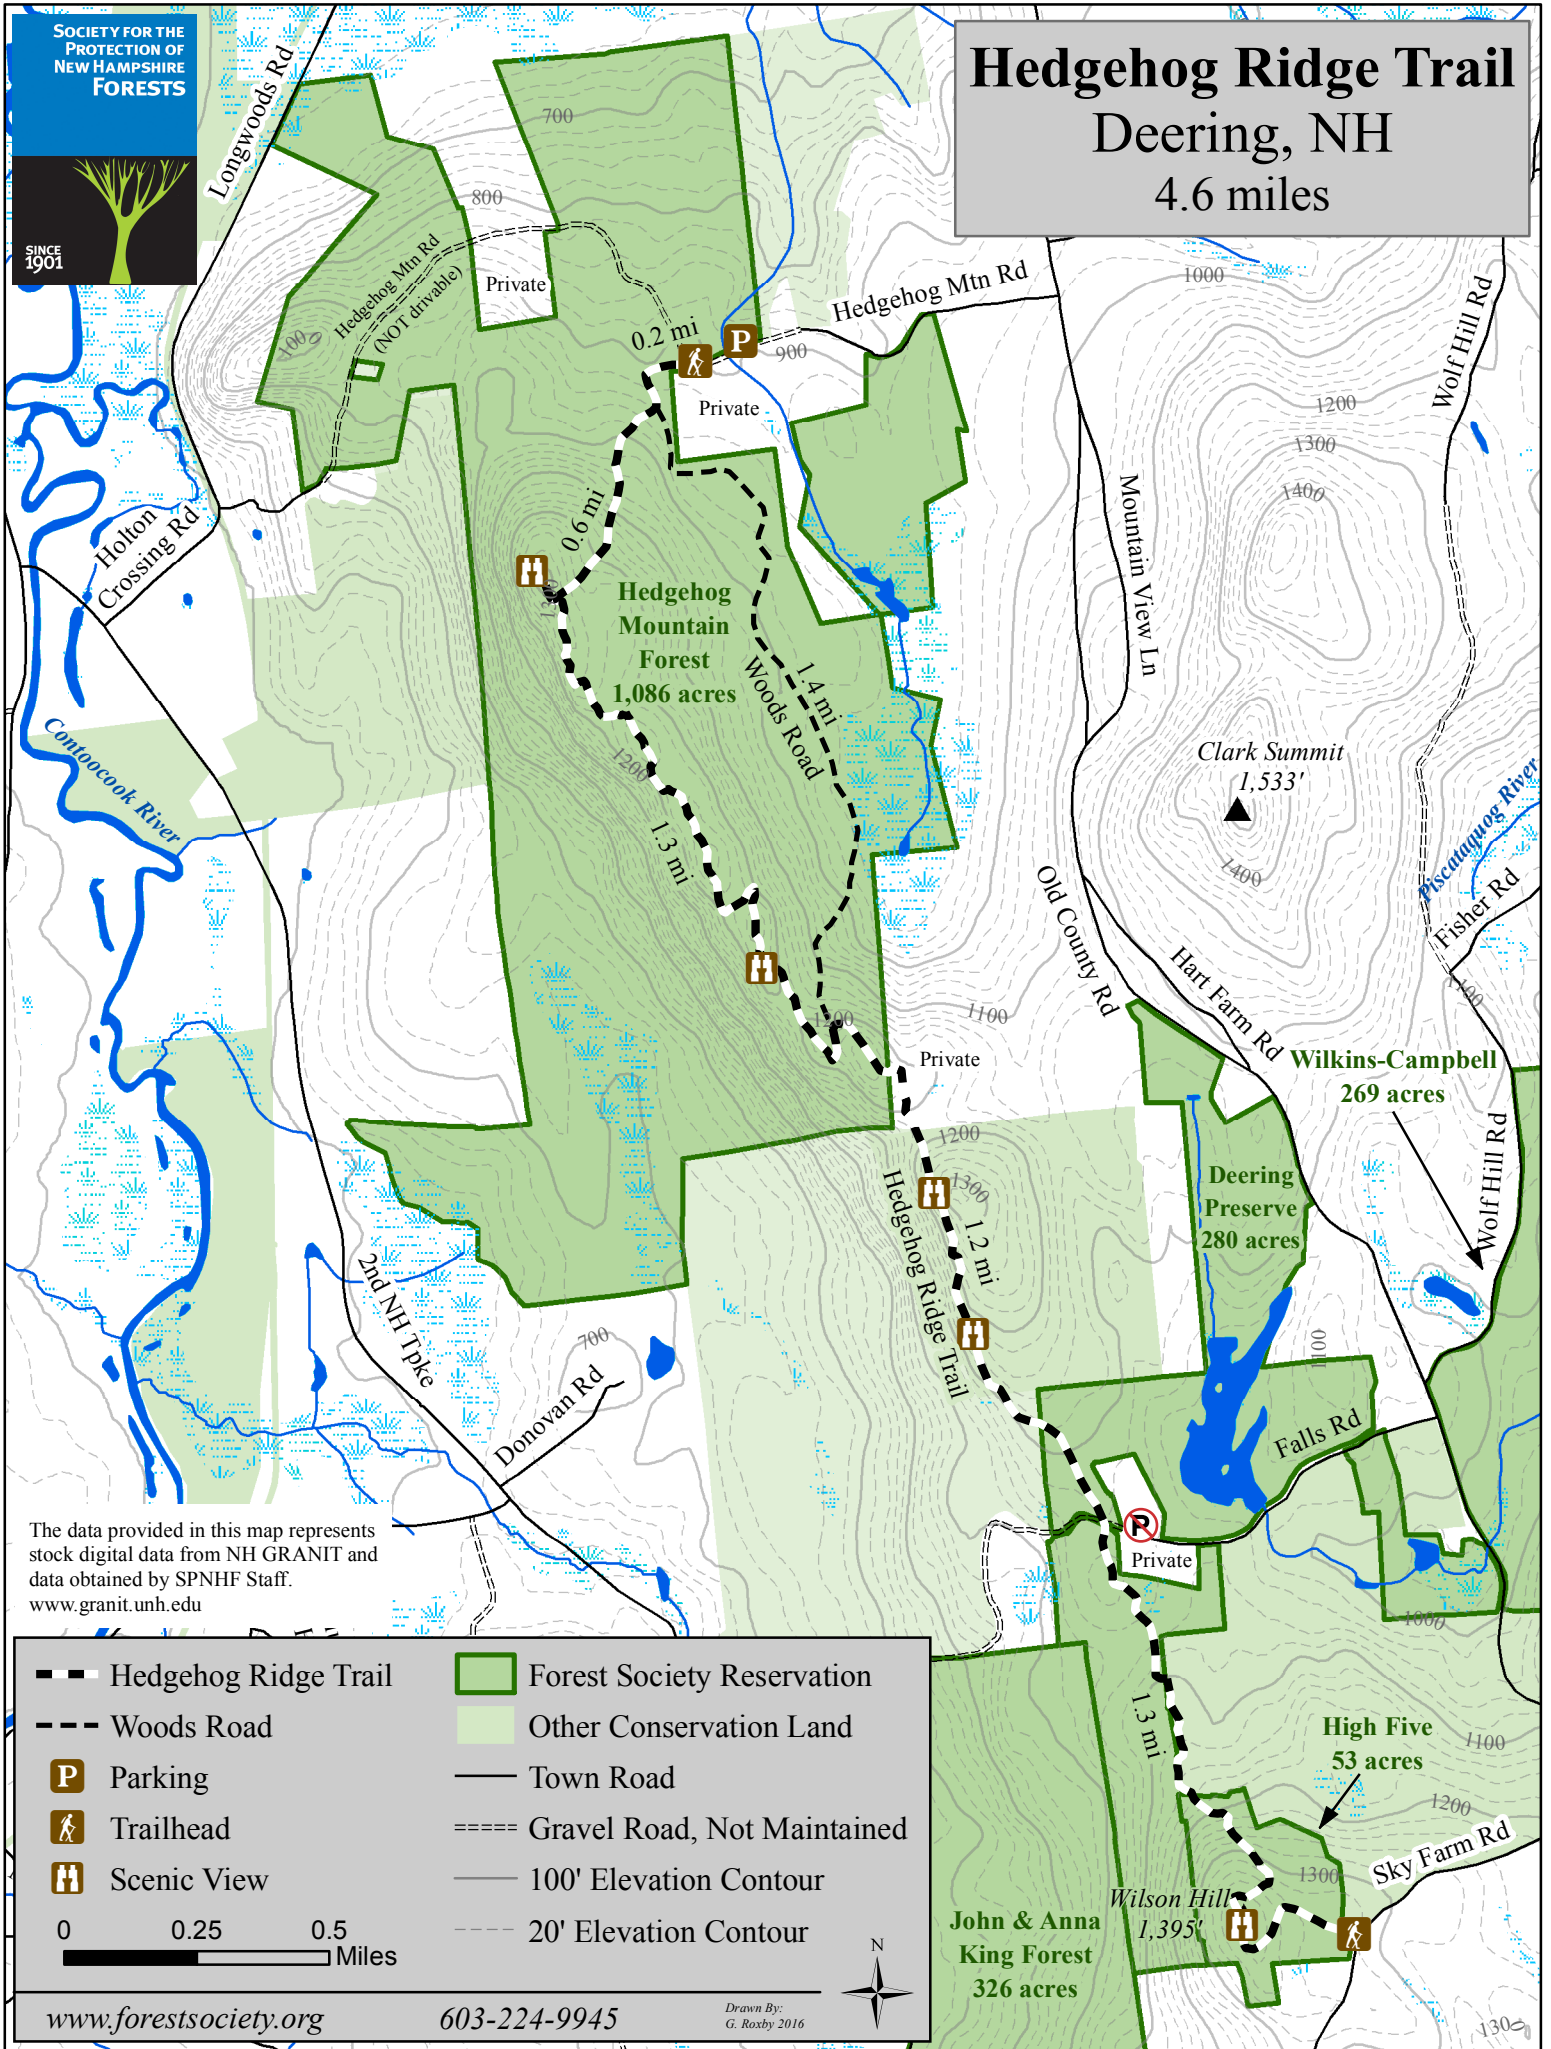 SOCIETY FOR THE
PROTECTION OF
NEW HAMPSHIRE
FORESTS
SINCE
1901
Hedgehog Ridge Trail
Deering, NH
4.6 miles
Longwoods Rd
700
800
Hedgehog Mtn Rd
(NOT drivable)
Private
1000
0.2 mi
P
900
Hedgehog Mtn Rd
1000
Wolf Hill Rd
Private
1200
1300
1400
Holton
Crossing Rd
0.6 mi
1300
Hedgehog
Mountain
Forest
1,086 acres
Woods Road
1.4 mi
Mountain View Ln
Contoocook River
1200
Clark Summit
1,533'
Piscataquog River
1.3 mi
1400
Fisher Rd
Old County Rd
Hart Farm Rd
1100
1200
1100
Private
Wilkins-Campbell
269 acres
1200
1300
Hedgehog Ridge Trail
1.2 mi
Deering
Preserve
280 acres
Wolf Hill Rd
2nd NH Tpke
700
Donovan Rd
1100
Falls Rd
P
Private
1000
The data provided in this map represents
stock digital data from NH GRANIT and
data obtained by SPNHF Staff.
www.granit.unh.edu
1.3 mi
High Five
53 acres
1100
1200
1300
Sky Farm Rd
Wilson Hill
1,395'
John & Anna
King Forest
326 acres
1300
Hedgehog Ridge Trail
Woods Road
P Parking
Trailhead
Scenic View
Forest Society Reservation
Other Conservation Land
Town Road
Gravel Road, Not Maintained
100' Elevation Contour
20' Elevation Contour
0 0.25 0.5
Miles
N
www.forestsociety.org 603-224-9945
Drawn By:
G. Roxby 2016